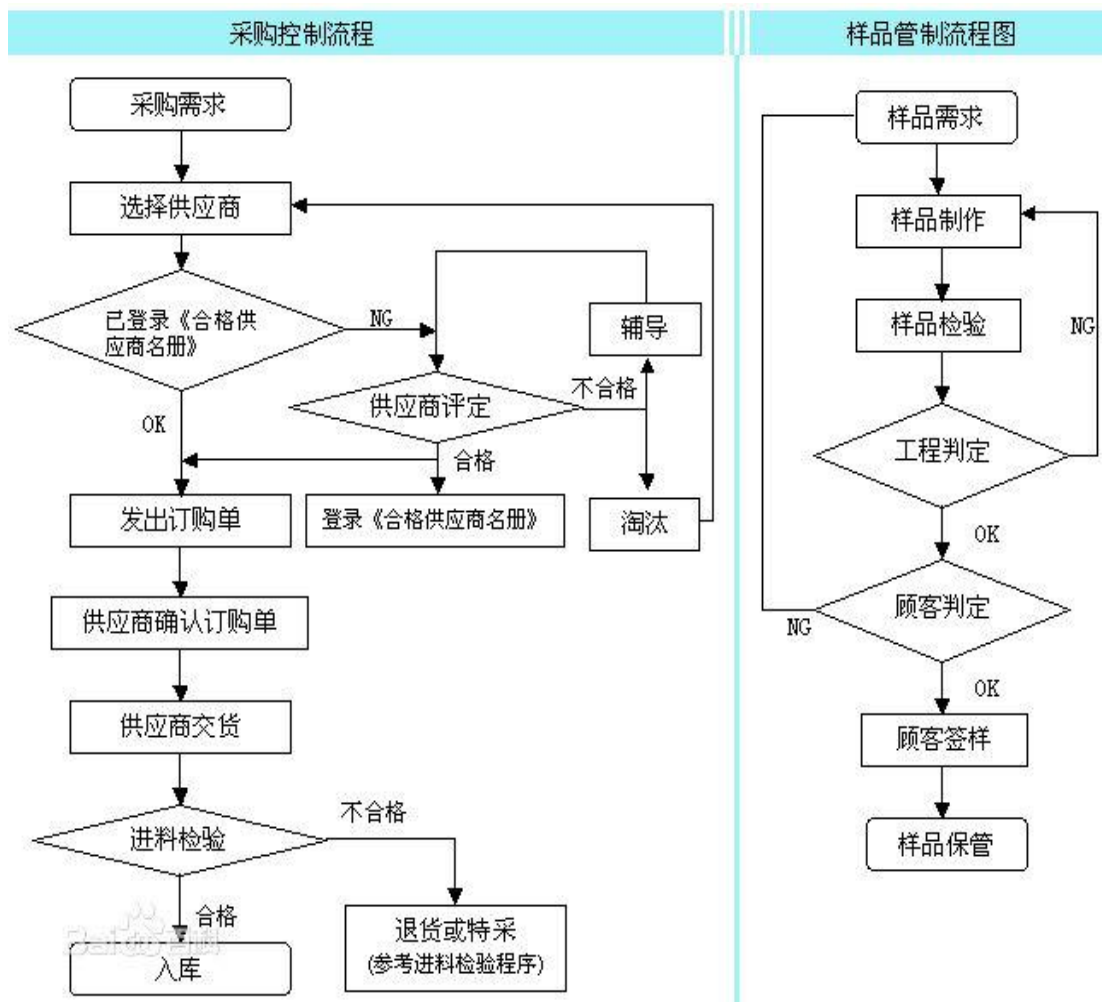 采购控制流程
采购需求
选择供应商
已登录《合格供
应商名册》
NG
OK
辅导
供应商评定
不合格
合格
发出订购单
登录《合格供应商名册》
淘汰
供应商确认订购单
供应商交货
进料检验
不合格
合格
入库
退货或特采
(参考进料检验程序)
Bai 百科
样品管制流程图
样品需求
样品制作
样品检验
NG
工程判定
OK
顾客判定
NG
OK
顾客签样
样品保管